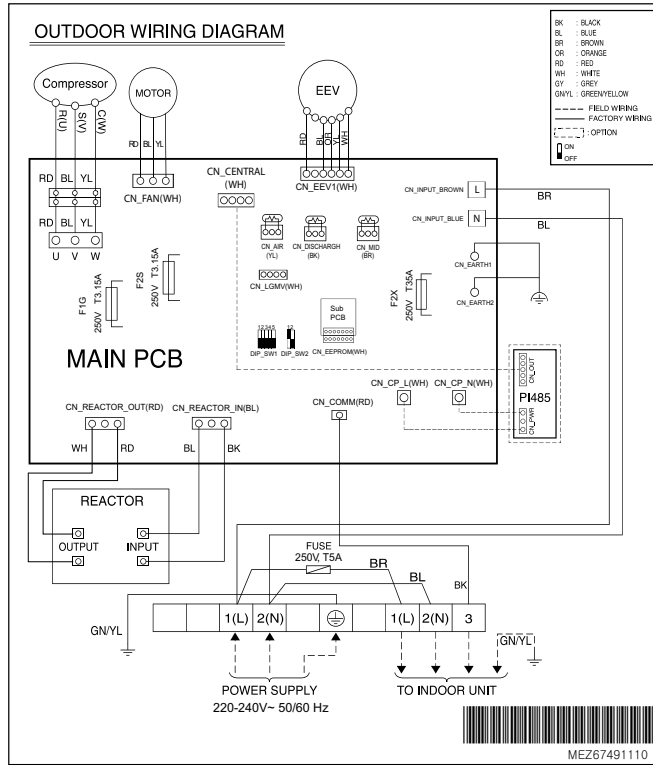 OUTDOOR WIRING DIAGRAM
BK : BLACK
BL : BLUE
BR : BROWN
OR : ORANGE
RD : RED
WH : WHITE
GY : GREY
GN/YL : GREEN/YELLOW
FIELD WIRING
FACTORY WIRING
: OPTION
ON
OFF
Compressor
R(U)
S(V)
C(W)
MOTOR
EEV
RD BL YL
RD
BL
OR
YL
WH
RD BL YL
RD BL YL
U V W
CN_FAN(WH)
CN_CENTRAL
(WH)
CN_EEV1(WH)
CN_INPUT_BROWN
L
BR
CN_INPUT_BLUE
N
BL
CN_AIR
(YL)
CN_DISCHARGH
(BK)
CN_MID
(BR)
CN_EARTH1
CN_EARTH2
CN_LGMV(WH)
F1G
250V T3.15A
F2S
250V T3.15A
F2X
250V T35A
Sub
PCB
12345
DIP_SW1
12
DIP_SW2
CN_EEPROM(WH)
MAIN PCB
CN_OUT
PI485
CN_PWR
CN_CP_L(WH)
CN_CP_N(WH)
CN_REACTOR_OUT(RD)
CN_REACTOR_IN(BL)
CN_COMM(RD)
WH
RD
BL
BK
REACTOR
OUTPUT
INPUT
FUSE
250V, T5A
BR
BL
BK
GN/YL
1(L)
2(N)
1(L)
2(N)
3
GN/YL
POWER SUPPLY
220-240V~ 50/60 Hz
TO INDOOR UNIT
MEZ67491110